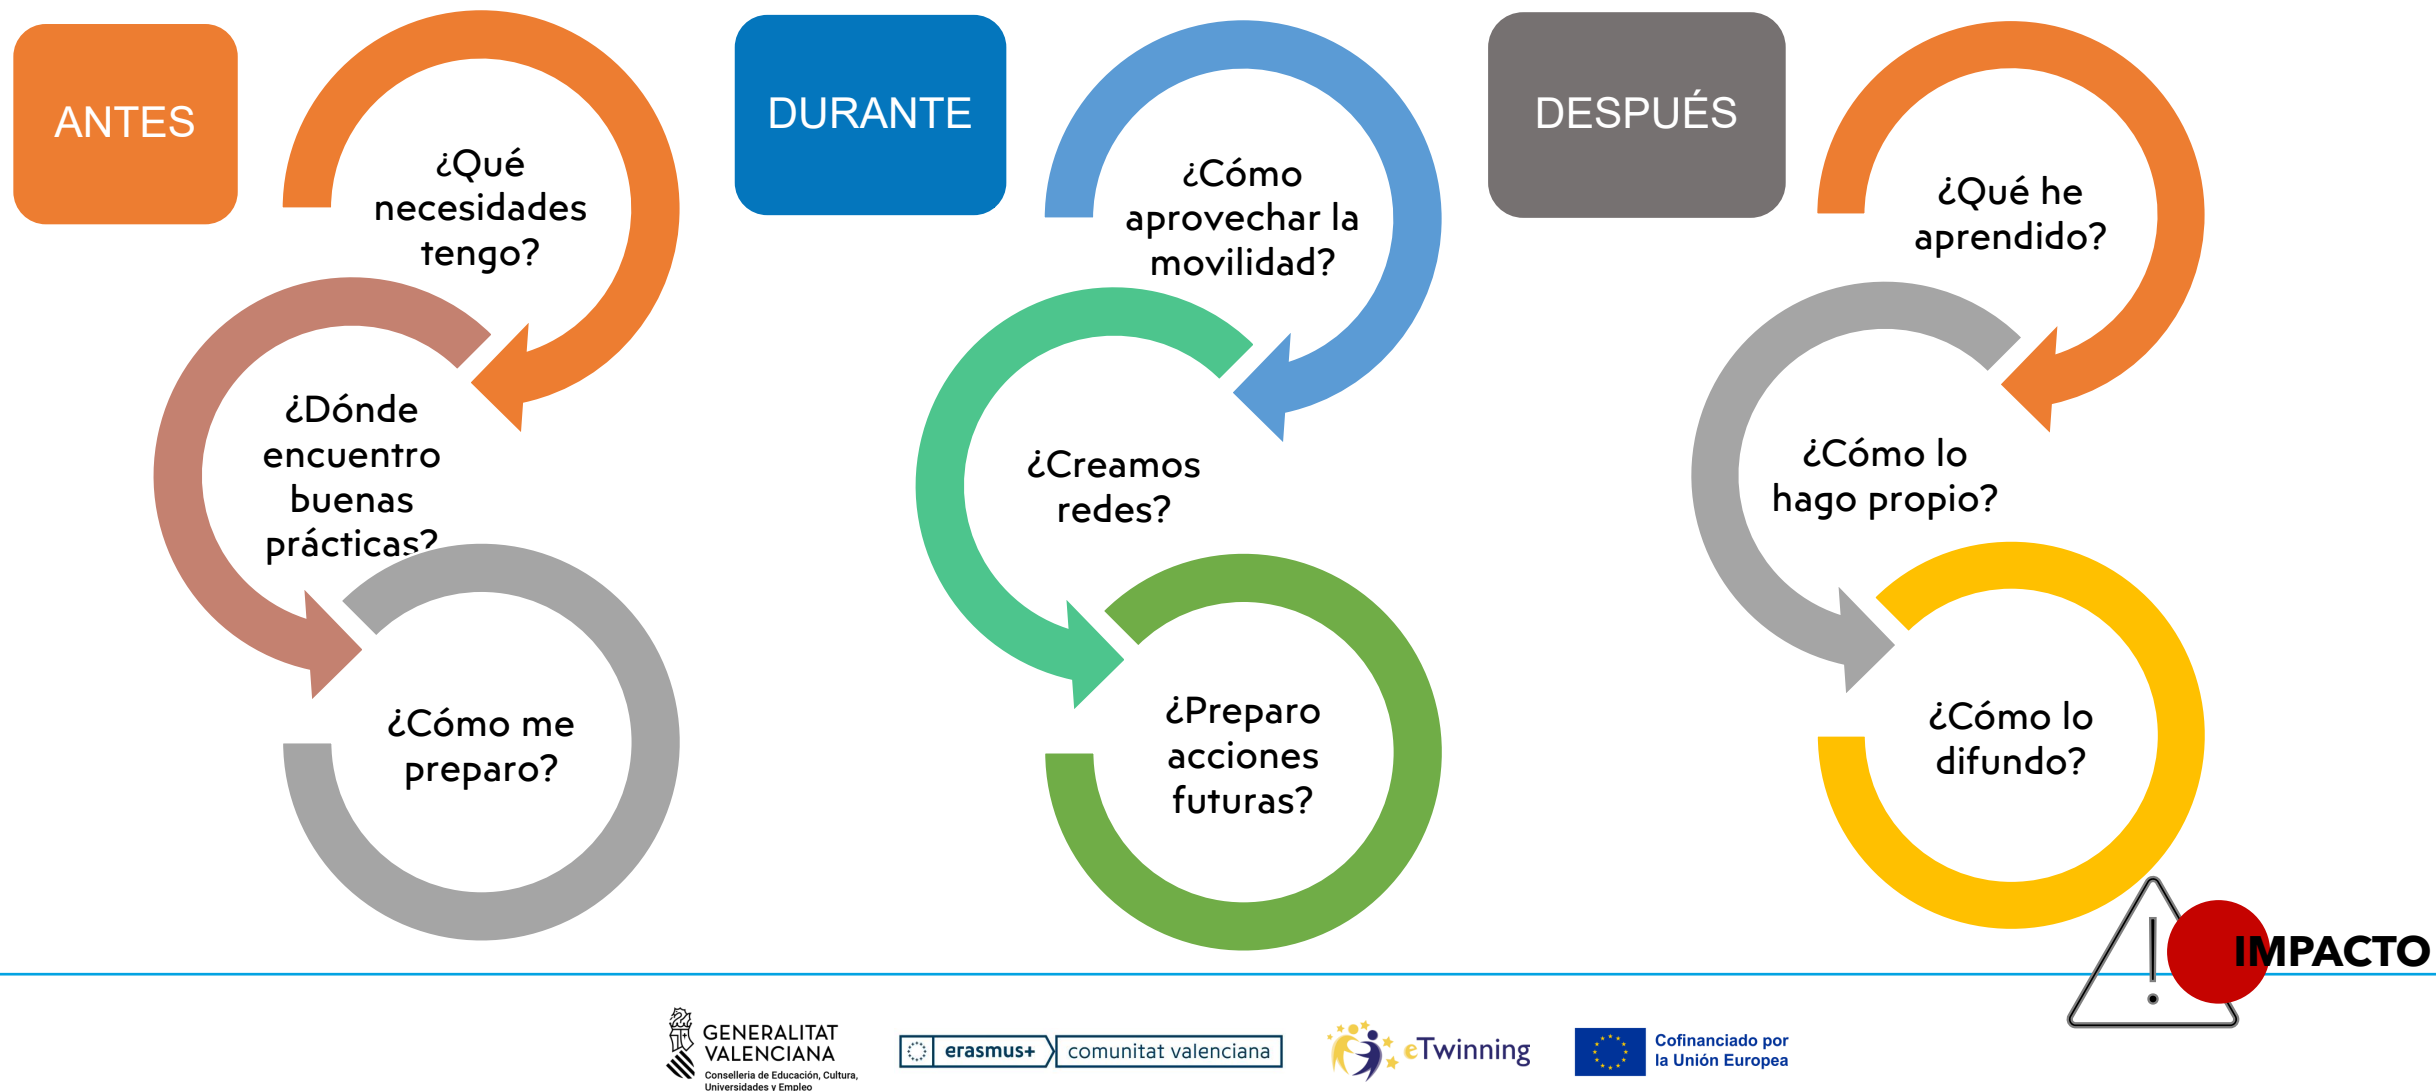 ANTES
¿Qué
necesidades
tengo?
¿Dónde
encuentro
buenas
prácticas?
¿Cómo me
preparo?
DURANTE
¿Cómo
aprovechar la
movilidad?
¿Creamos
redes?
¿Preparo
acciones
futuras?
DESPUÉS
¿Qué he
aprendido?
¿Cómo lo
hago propio?
¿Cómo lo
difundo?
IMPACTO
GENERALITAT
VALENCIANA
Conselleria de Educación, Cultura,
Universidades y Empleo
erasmus+ comunitat valenciana
eTwinning
Cofinanciado por
la Unión Europea